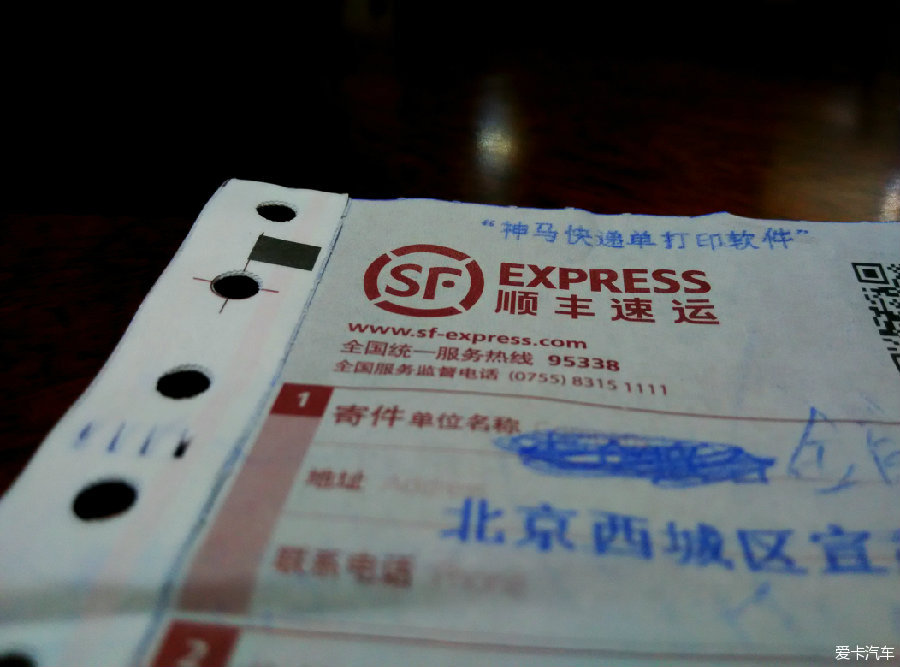 “神马快递单打印软件”
SF EXPRESS
顺丰速运
www.sf-express.com
全国统一服务热线 95338
全国服务监督电话 (0755) 8315 1111
1
寄件单位名称
地址 Address
北京西城区宣
联系电话 Phone
2
爱卡汽车